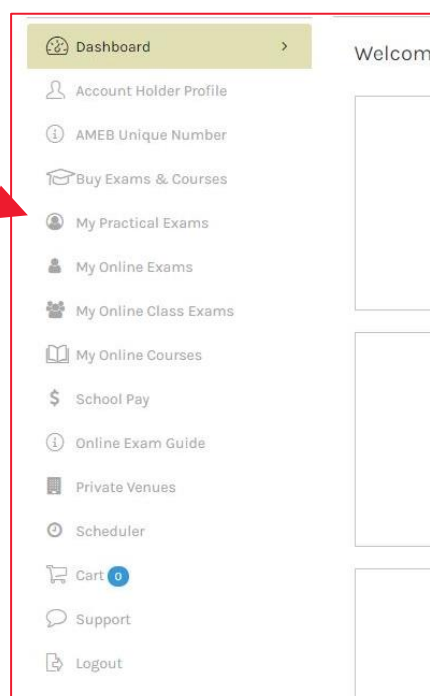 Dashboard
Account Holder Profile
AMEB Unique Number
Buy Exams & Courses
My Practical Exams
My Online Exams
My Online Class Exams
My Online Courses
$ School Pay
Online Exam Guide
Private Venues
Scheduler
Cart 0
Support
Logout
Welcom